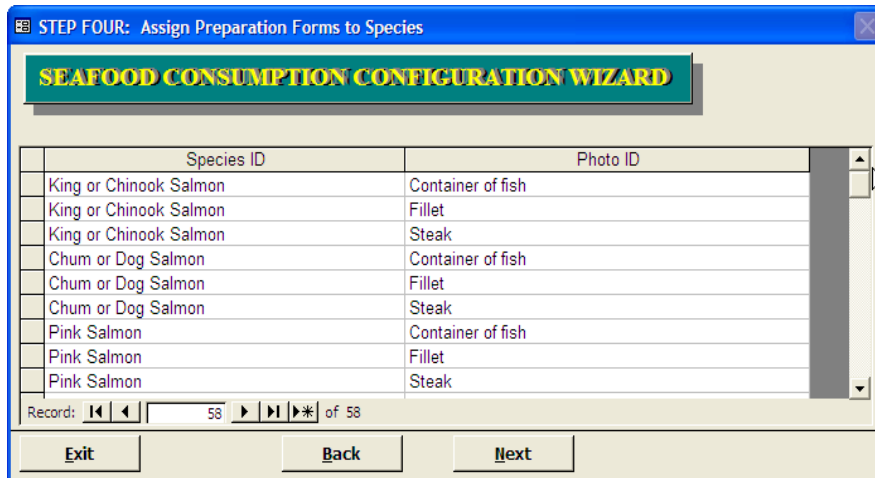 STEP FOUR: Assign Preparation Forms to Species
SEAFOOD CONSUMPTION CONFIGURATION WIZARD
Species ID Photo ID
King or Chinook Salmon Container of fish
King or Chinook Salmon Fillet
King or Chinook Salmon Steak
Chum or Dog Salmon Container of fish
Chum or Dog Salmon Fillet
Chum or Dog Salmon Steak
Pink Salmon Container of fish
Pink Salmon Fillet
Pink Salmon Steak
Record: 58 of 58
Exit Back Next